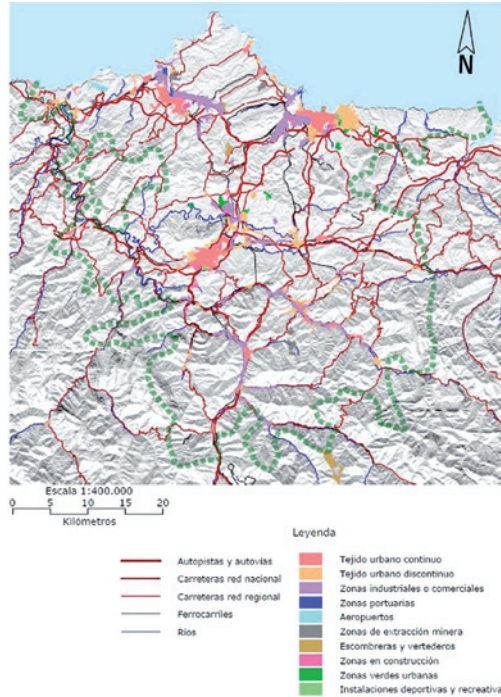 N
Escala 1:400.000
0 5 10 20
Kilómetros
Leyenda
Autopistas y autovías
Carreteras red nacional
Carreteras red regional
Ferrocarriles
Ríos
Tejido urbano continuo
Tejido urbano discontinuo
Zonas industriales o comerciales
Zonas portuarias
Aeropuertos
Zonas de extracción minera
Escombreras y vertederos
Zonas en construcción
Zonas verdes urbanas
Instalaciones deportivas y recreativa